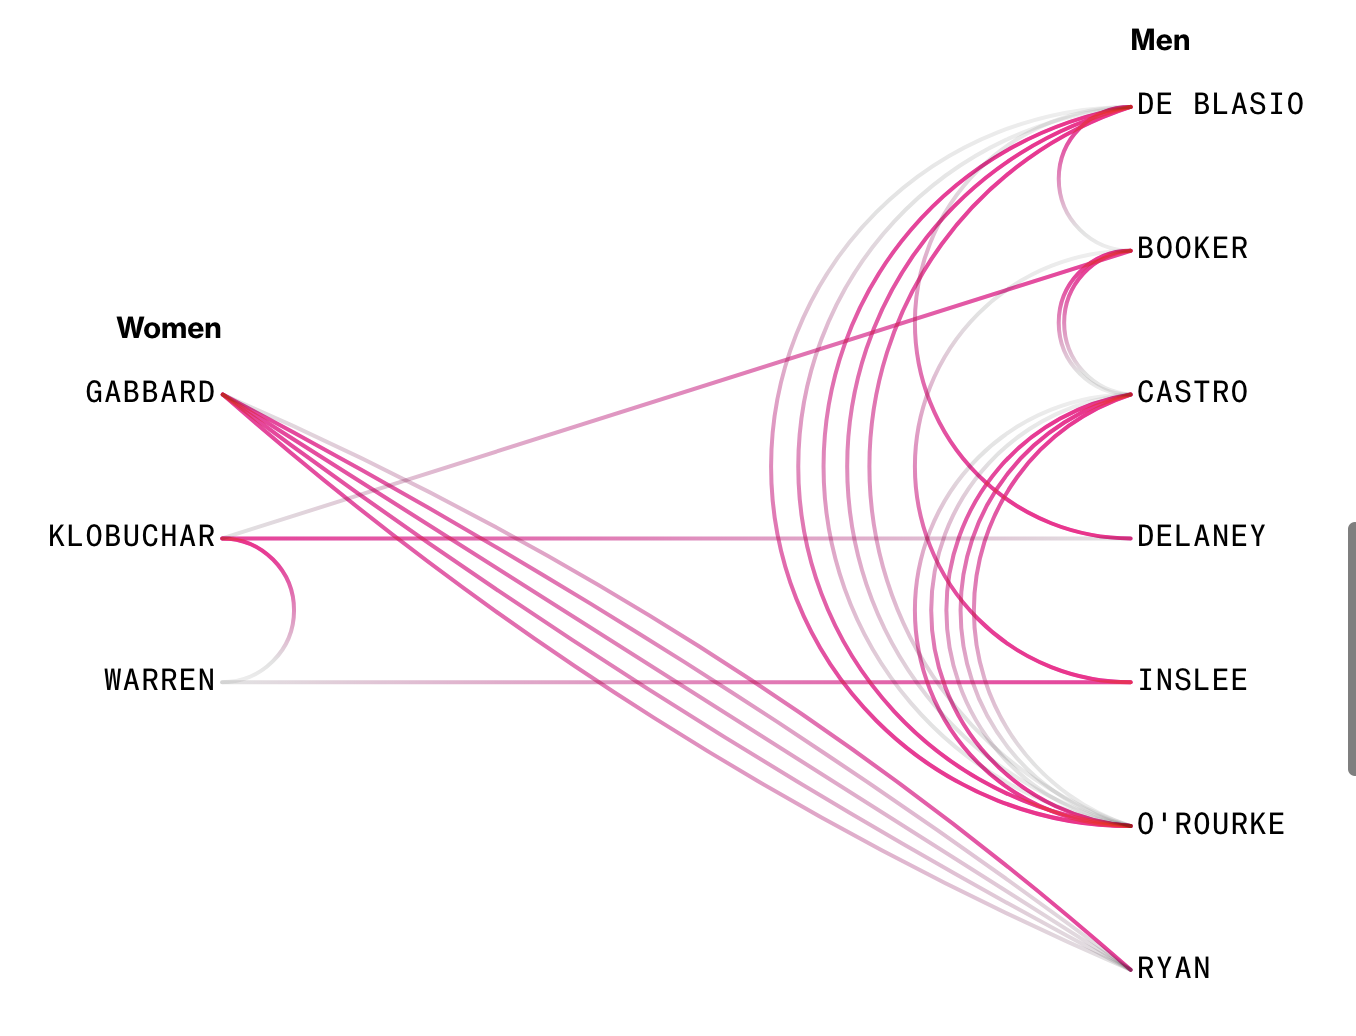 Men
DE BLASIO
BOOKER
Women
GABBARD
CASTRO
KLOBUCHAR
DELANEY
WARREN
INSLEE
O'ROURKE
RYAN